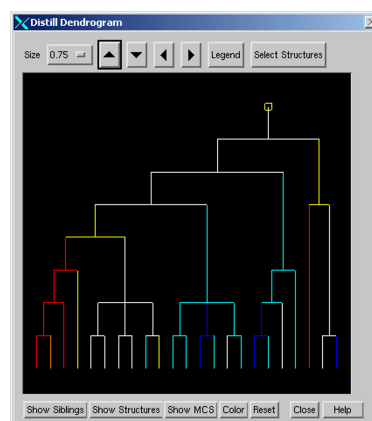 Distill Dendrogram
Size 0.75 Legend Select Structures
Show Siblings Show Structures Show MCS Color Reset Close Help